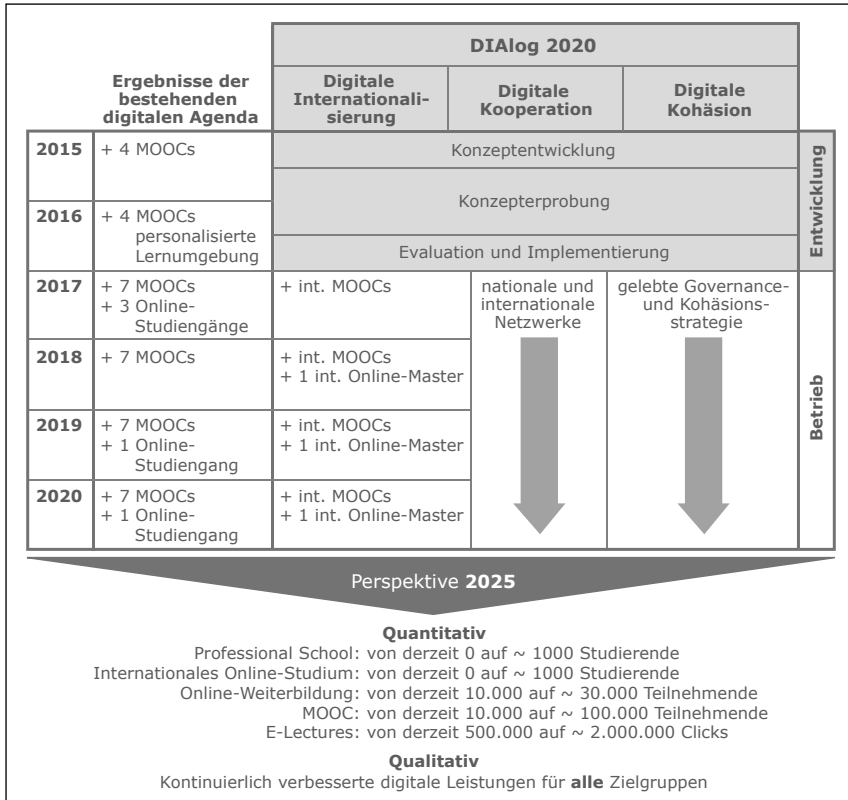 DIAlog 2020
Ergebnisse der
bestehenden
digitalen Agenda
Digitale
Internationali-
sierung
Digitale
Kooperation
Digitale
Kohäsion
2015
+ 4 MOOCs
Konzeptentwicklung
Konzepterprobung
2016
+ 4 MOOCs
personalisierte
Lernumgebung
Evaluation und Implementierung
Entwicklung
2017
+ 7 MOOCs
+ 3 Online-
Studiengänge
+ int. MOOCs
nationale und
internationale
Netzwerke
gelebte Governance-
und Kohäsions-
strategie
2018
+ 7 MOOCs
+ int. MOOCs
+ 1 int. Online-Master
2019
+ 7 MOOCs
+ 1 Online-
Studiengang
+ int. MOOCs
+ 1 int. Online-Master
2020
+ 7 MOOCs
+ 1 Online-
Studiengang
+ int. MOOCs
+ 1 int. Online-Master
Betrieb
Perspektive 2025
Quantitativ
Professional School: von derzeit 0 auf ~ 1000 Studierende
Internationales Online-Studium: von derzeit 0 auf ~ 1000 Studierende
Online-Weiterbildung: von derzeit 10.000 auf ~ 30.000 Teilnehmende
MOOC: von derzeit 10.000 auf ~ 100.000 Teilnehmende
E-Lectures: von derzeit 500.000 auf ~ 2.000.000 Clicks
Qualitativ
Kontinuierlich verbesserte digitale Leistungen für alle Zielgruppen